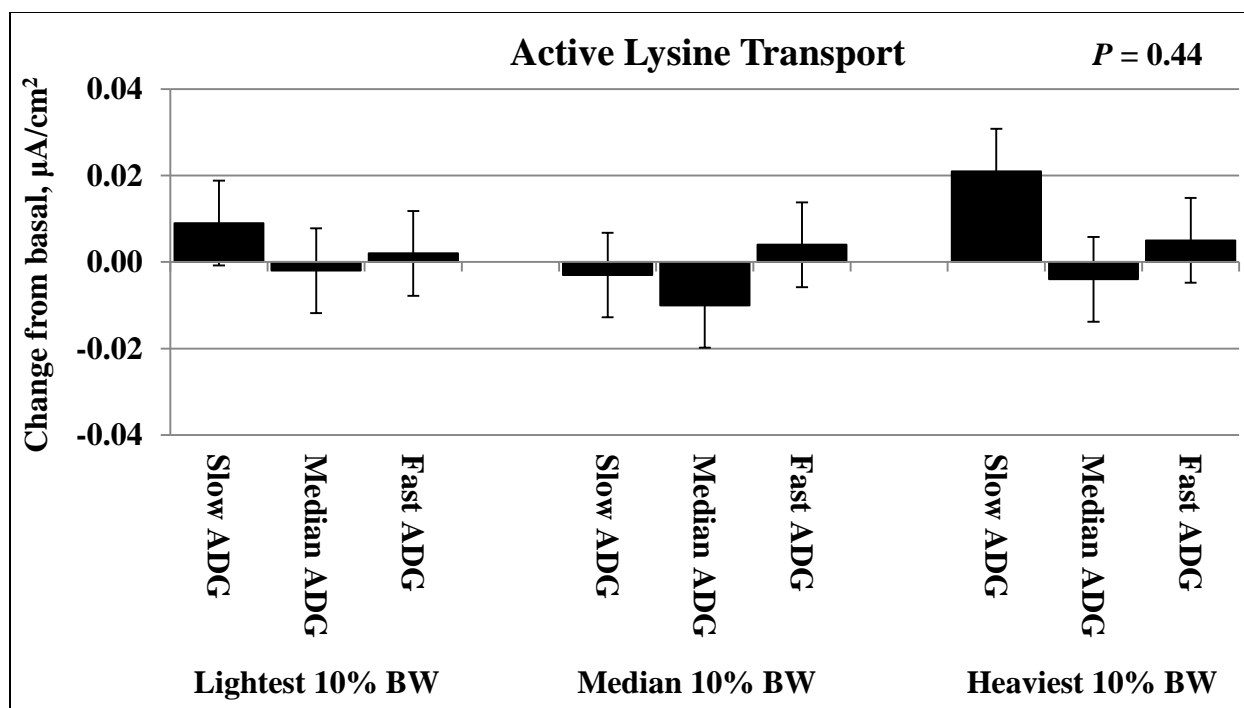 Active Lysine Transport
P = 0.44
Change from basal, µA/cm²
0.04
0.02
0.00
-0.02
-0.04
Slow ADG
Median ADG
Fast ADG
Slow ADG
Median ADG
Fast ADG
Slow ADG
Median ADG
Fast ADG
Lightest 10% BW
Median 10% BW
Heaviest 10% BW